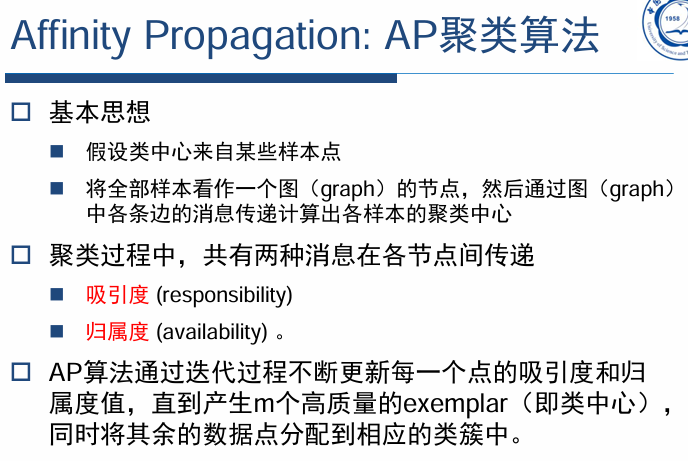 Affinity Propagation: AP聚类算法
1958
基本思想
假设类中心来自某些样本点
将全部样本看作一个图（graph）的节点，然后通过图（graph）
中各条边的消息传递计算出各样本的聚类中心
聚类过程中，共有两种消息在各节点间传递
吸引度 (responsibility)
归属度 (availability) 。
AP算法通过迭代过程不断更新每一个点的吸引度和归
属度值，直到产生m个高质量的exemplar（即类中心），
同时将其余的数据点分配到相应的类簇中。